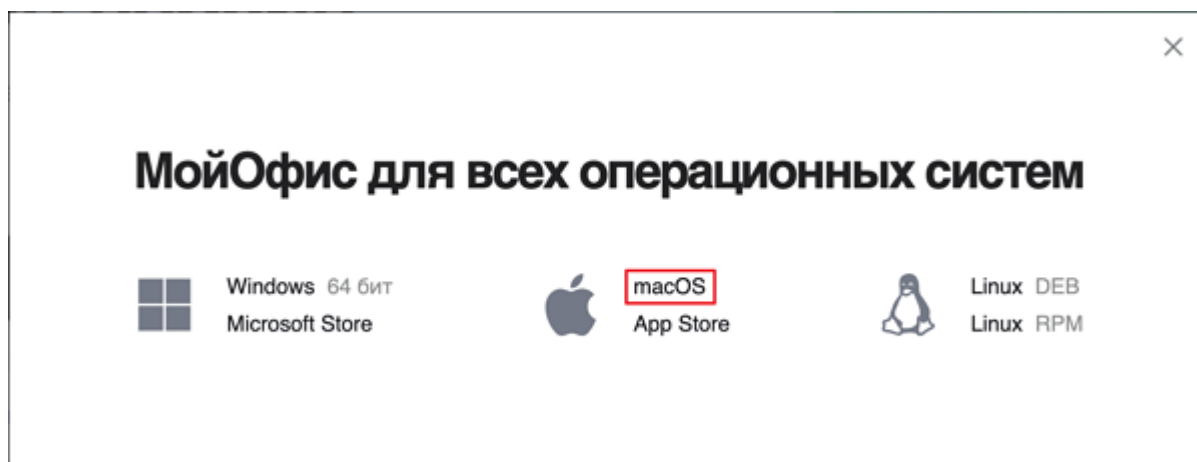 МойОфис для всех операционных систем
Windows 64 бит
Microsoft Store
macOS
App Store
Linux DEB
Linux RPM